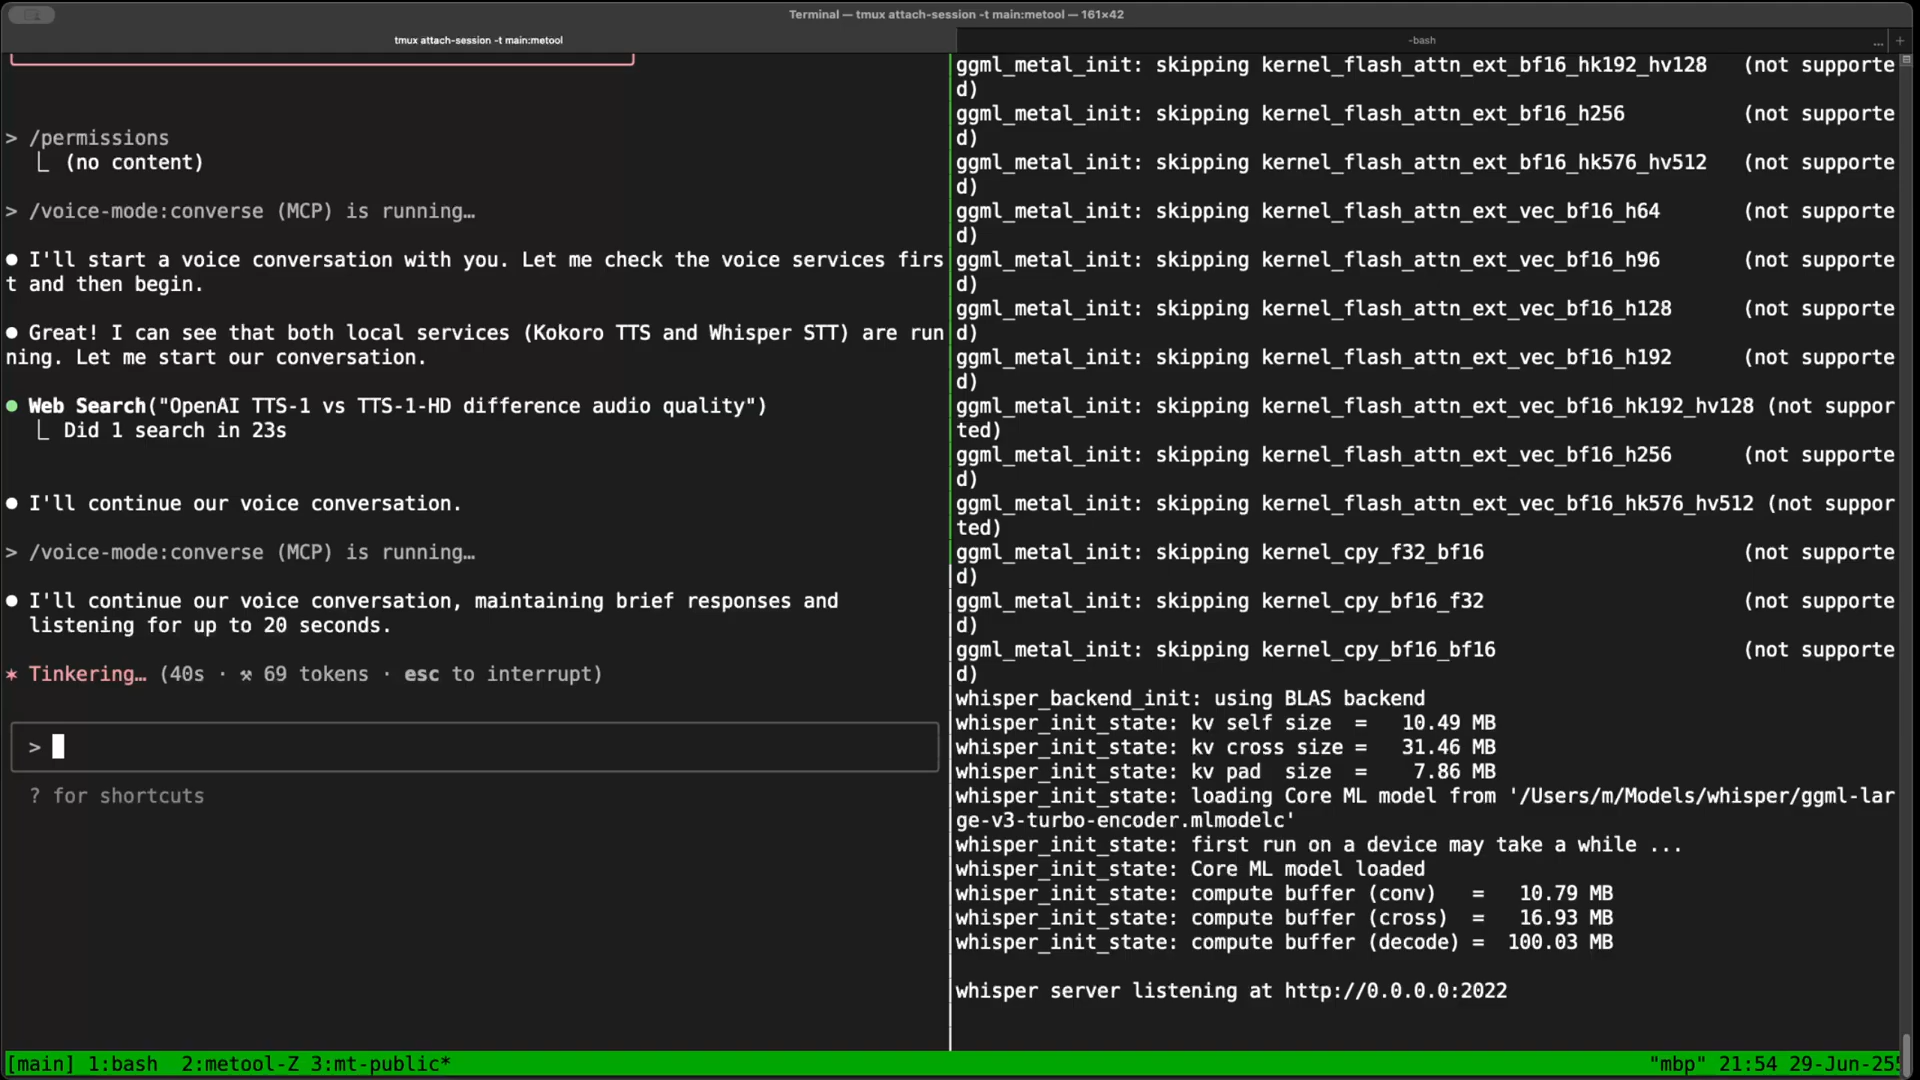 Terminal — tmux attach-session -t main:metool — 161×42
tmux attach-session -t main:metool
-bash
> /permissions
⎿ (no content)
> /voice-mode:converse (MCP) is running…
● I'll start a voice conversation with you. Let me check the voice services firs
t and then begin.
● Great! I can see that both local services (Kokoro TTS and Whisper STT) are run
ning. Let me start our conversation.
● Web Search("OpenAI TTS-1 vs TTS-1-HD difference audio quality")
⎿ Did 1 search in 23s
● I'll continue our voice conversation.
> /voice-mode:converse (MCP) is running…
● I'll continue our voice conversation, maintaining brief responses and
listening for up to 20 seconds.
✶ Tinkering… (40s · ⚒ 69 tokens · esc to interrupt)
>
? for shortcuts
ggml_metal_init: skipping kernel_flash_attn_ext_bf16_hk192_hv128 (not supporte
d)
ggml_metal_init: skipping kernel_flash_attn_ext_bf16_h256 (not supporte
d)
ggml_metal_init: skipping kernel_flash_attn_ext_bf16_hk576_hv512 (not supporte
d)
ggml_metal_init: skipping kernel_flash_attn_ext_vec_bf16_h64 (not supporte
d)
ggml_metal_init: skipping kernel_flash_attn_ext_vec_bf16_h96 (not supporte
d)
ggml_metal_init: skipping kernel_flash_attn_ext_vec_bf16_h128 (not supporte
d)
ggml_metal_init: skipping kernel_flash_attn_ext_vec_bf16_h192 (not supporte
d)
ggml_metal_init: skipping kernel_flash_attn_ext_vec_bf16_hk192_hv128 (not suppor
ted)
ggml_metal_init: skipping kernel_flash_attn_ext_vec_bf16_h256 (not supporte
d)
ggml_metal_init: skipping kernel_flash_attn_ext_vec_bf16_hk576_hv512 (not suppor
ted)
ggml_metal_init: skipping kernel_cpy_f32_bf16 (not supporte
d)
ggml_metal_init: skipping kernel_cpy_bf16_f32 (not supporte
d)
ggml_metal_init: skipping kernel_cpy_bf16_bf16 (not supporte
d)
whisper_backend_init: using BLAS backend
whisper_init_state: kv self size = 10.49 MB
whisper_init_state: kv cross size = 31.46 MB
whisper_init_state: kv pad size = 7.86 MB
whisper_init_state: loading Core ML model from '/Users/m/Models/whisper/ggml-lar
ge-v3-turbo-encoder.mlmodelc'
whisper_init_state: first run on a device may take a while ...
whisper_init_state: Core ML model loaded
whisper_init_state: compute buffer (conv) = 10.79 MB
whisper_init_state: compute buffer (cross) = 16.93 MB
whisper_init_state: compute buffer (decode) = 100.03 MB
whisper server listening at http://0.0.0.0:2022
[main] 1:bash 2:metool-Z 3:mt-public* "mbp" 21:54 29-Jun-255